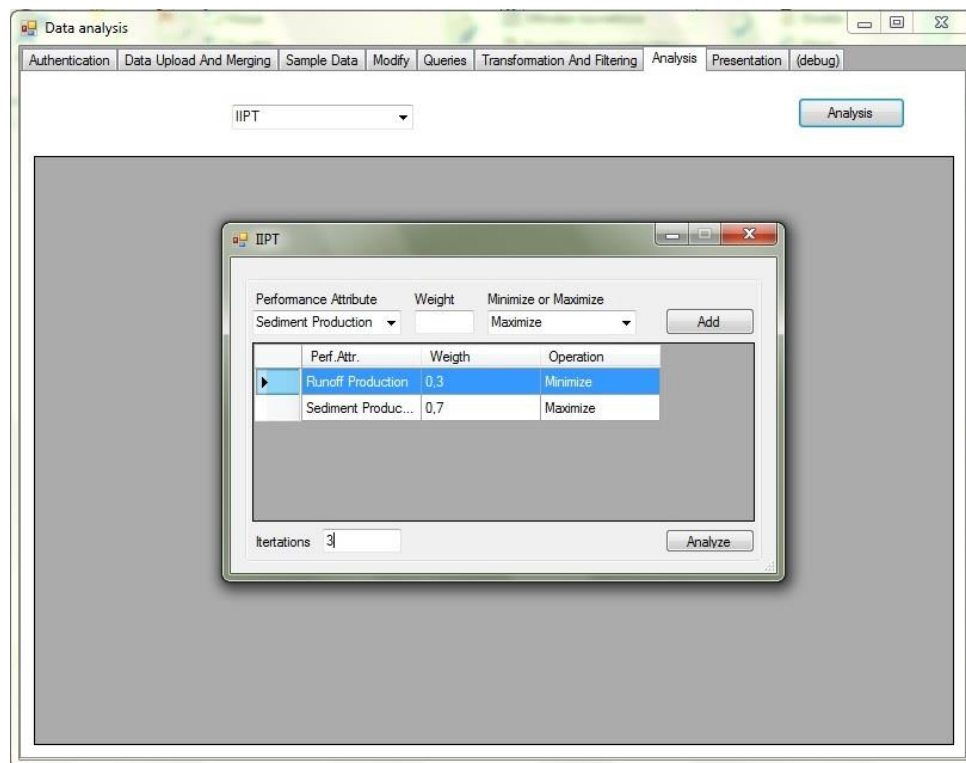 Data analysis
Authentication Data Upload And Merging Sample Data Modify Queries Transformation And Filtering Analysis Presentation (debug)
IIPT Analysis
IIPT
Performance Attribute Weight Minimize or Maximize
Sediment Production Maximize Add
Perf.Attr. Weigth Operation
Runoff Production 0,3 Minimize
Sediment Produc... 0,7 Maximize
Itertations 3 Analyze